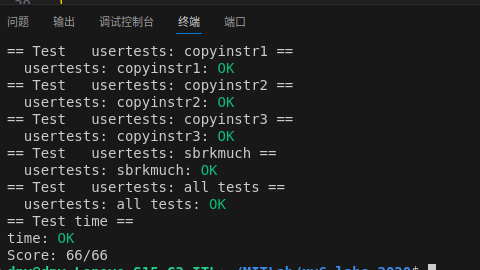 问题 输出 调试控制台 终端 端口
== Test   usertests: copyinstr1 ==
  usertests: copyinstr1: OK
== Test   usertests: copyinstr2 ==
  usertests: copyinstr2: OK
== Test   usertests: copyinstr3 ==
  usertests: copyinstr3: OK
== Test   usertests: sbrkmuch ==
  usertests: sbrkmuch: OK
== Test   usertests: all tests ==
  usertests: all tests: OK
== Test time ==
time: OK
Score: 66/66